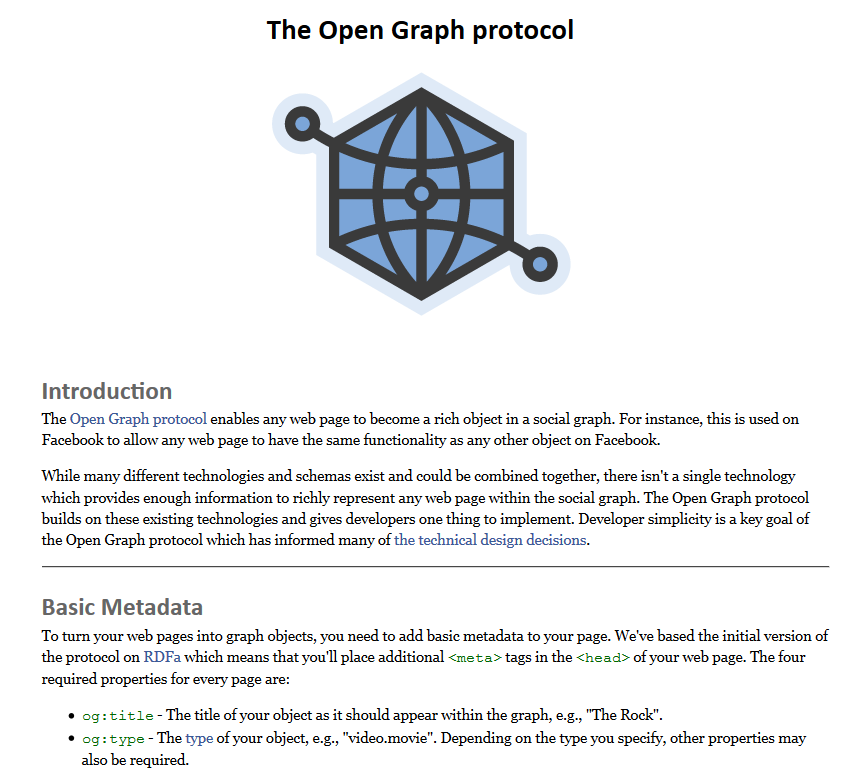 The Open Graph protocol
Introduction
The Open Graph protocol enables any web page to become a rich object in a social graph. For instance, this is used on
Facebook to allow any web page to have the same functionality as any other object on Facebook.
While many different technologies and schemas exist and could be combined together, there isn't a single technology
which provides enough information to richly represent any web page within the social graph. The Open Graph protocol
builds on these existing technologies and gives developers one thing to implement. Developer simplicity is a key goal of
the Open Graph protocol which has informed many of the technical design decisions.
Basic Metadata
To turn your web pages into graph objects, you need to add basic metadata to your page. We've based the initial version of
the protocol on RDFa which means that you'll place additional <meta> tags in the <head> of your web page. The four
required properties for every page are:
• og:title - The title of your object as it should appear within the graph, e.g., "The Rock".
• og:type - The type of your object, e.g., "video.movie". Depending on the type you specify, other properties may
also be required.